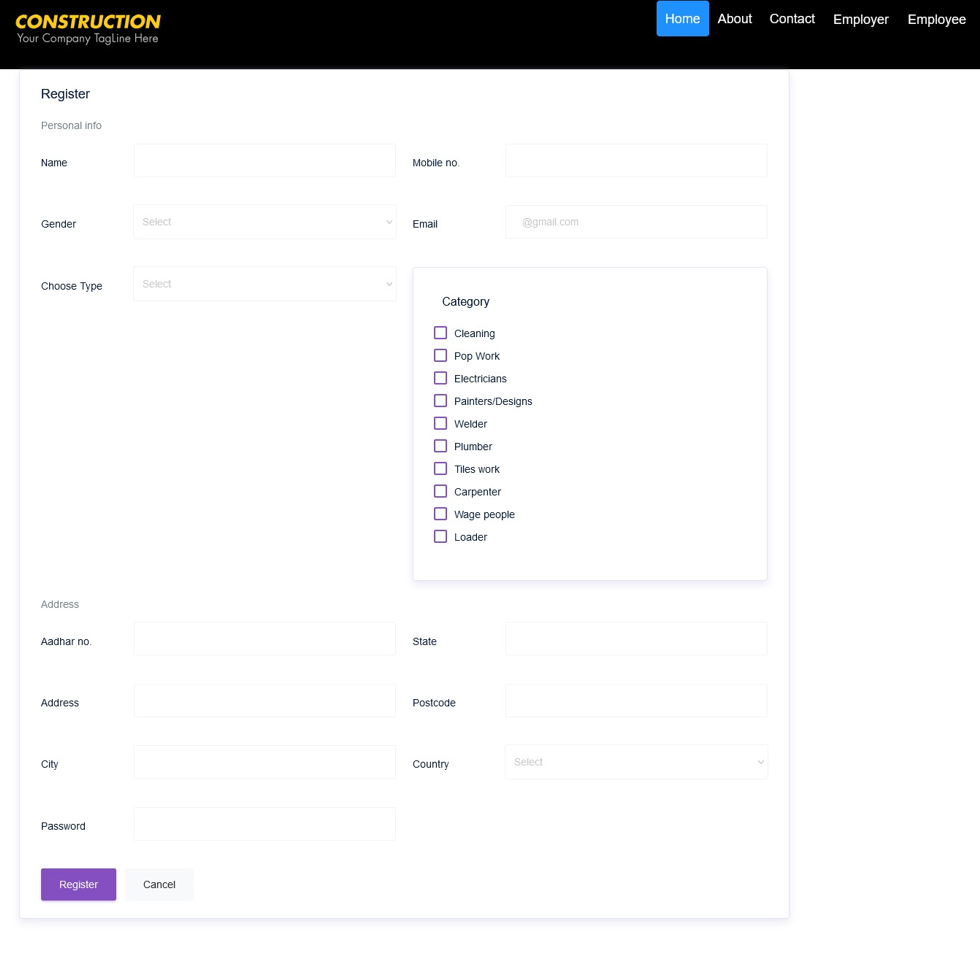 CONSTRUCTION
Your Company TagLine Here
Home About Contact Employer Employee
Register
Personal info
Name Mobile no.
Gender Select Email @gmail.com
Choose Type Select
Category
Cleaning
Pop Work
Electricians
Painters/Designs
Welder
Plumber
Tiles work
Carpenter
Wage people
Loader
Address
Aadhar no. State
Address Postcode
City Country Select
Password
Register Cancel